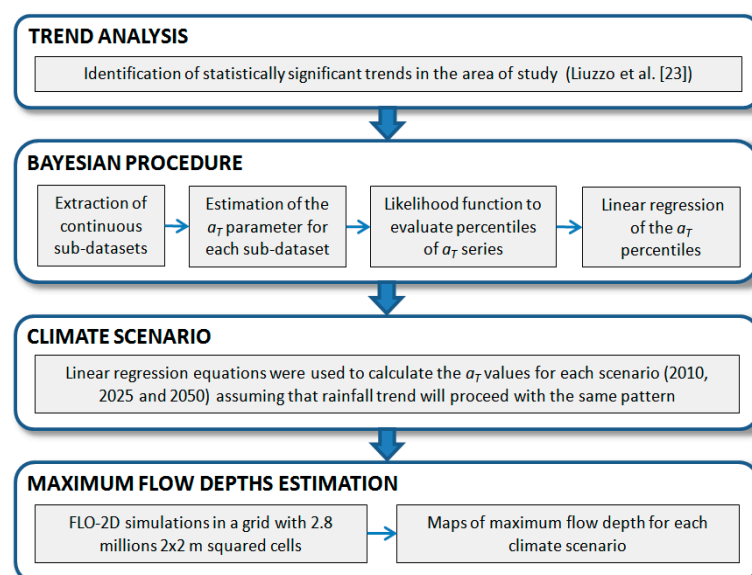 TREND ANALYSIS
Identification of statistically significant trends in the area of study (Liuzzo et al. [23])
BAYESIAN PROCEDURE
Extraction of
continuous
sub-datasets
Estimation of the
aT parameter for
each sub-dataset
Likelihood function to
evaluate percentiles
of aT series
Linear regression
of the aT
percentiles
CLIMATE SCENARIO
Linear regression equations were used to calculate the aT values for each scenario (2010,
2025 and 2050) assuming that rainfall trend will proceed with the same pattern
MAXIMUM FLOW DEPTHS ESTIMATION
FLO-2D simulations in a grid with 2.8
millions 2x2 m squared cells
Maps of maximum flow depth for each
climate scenario